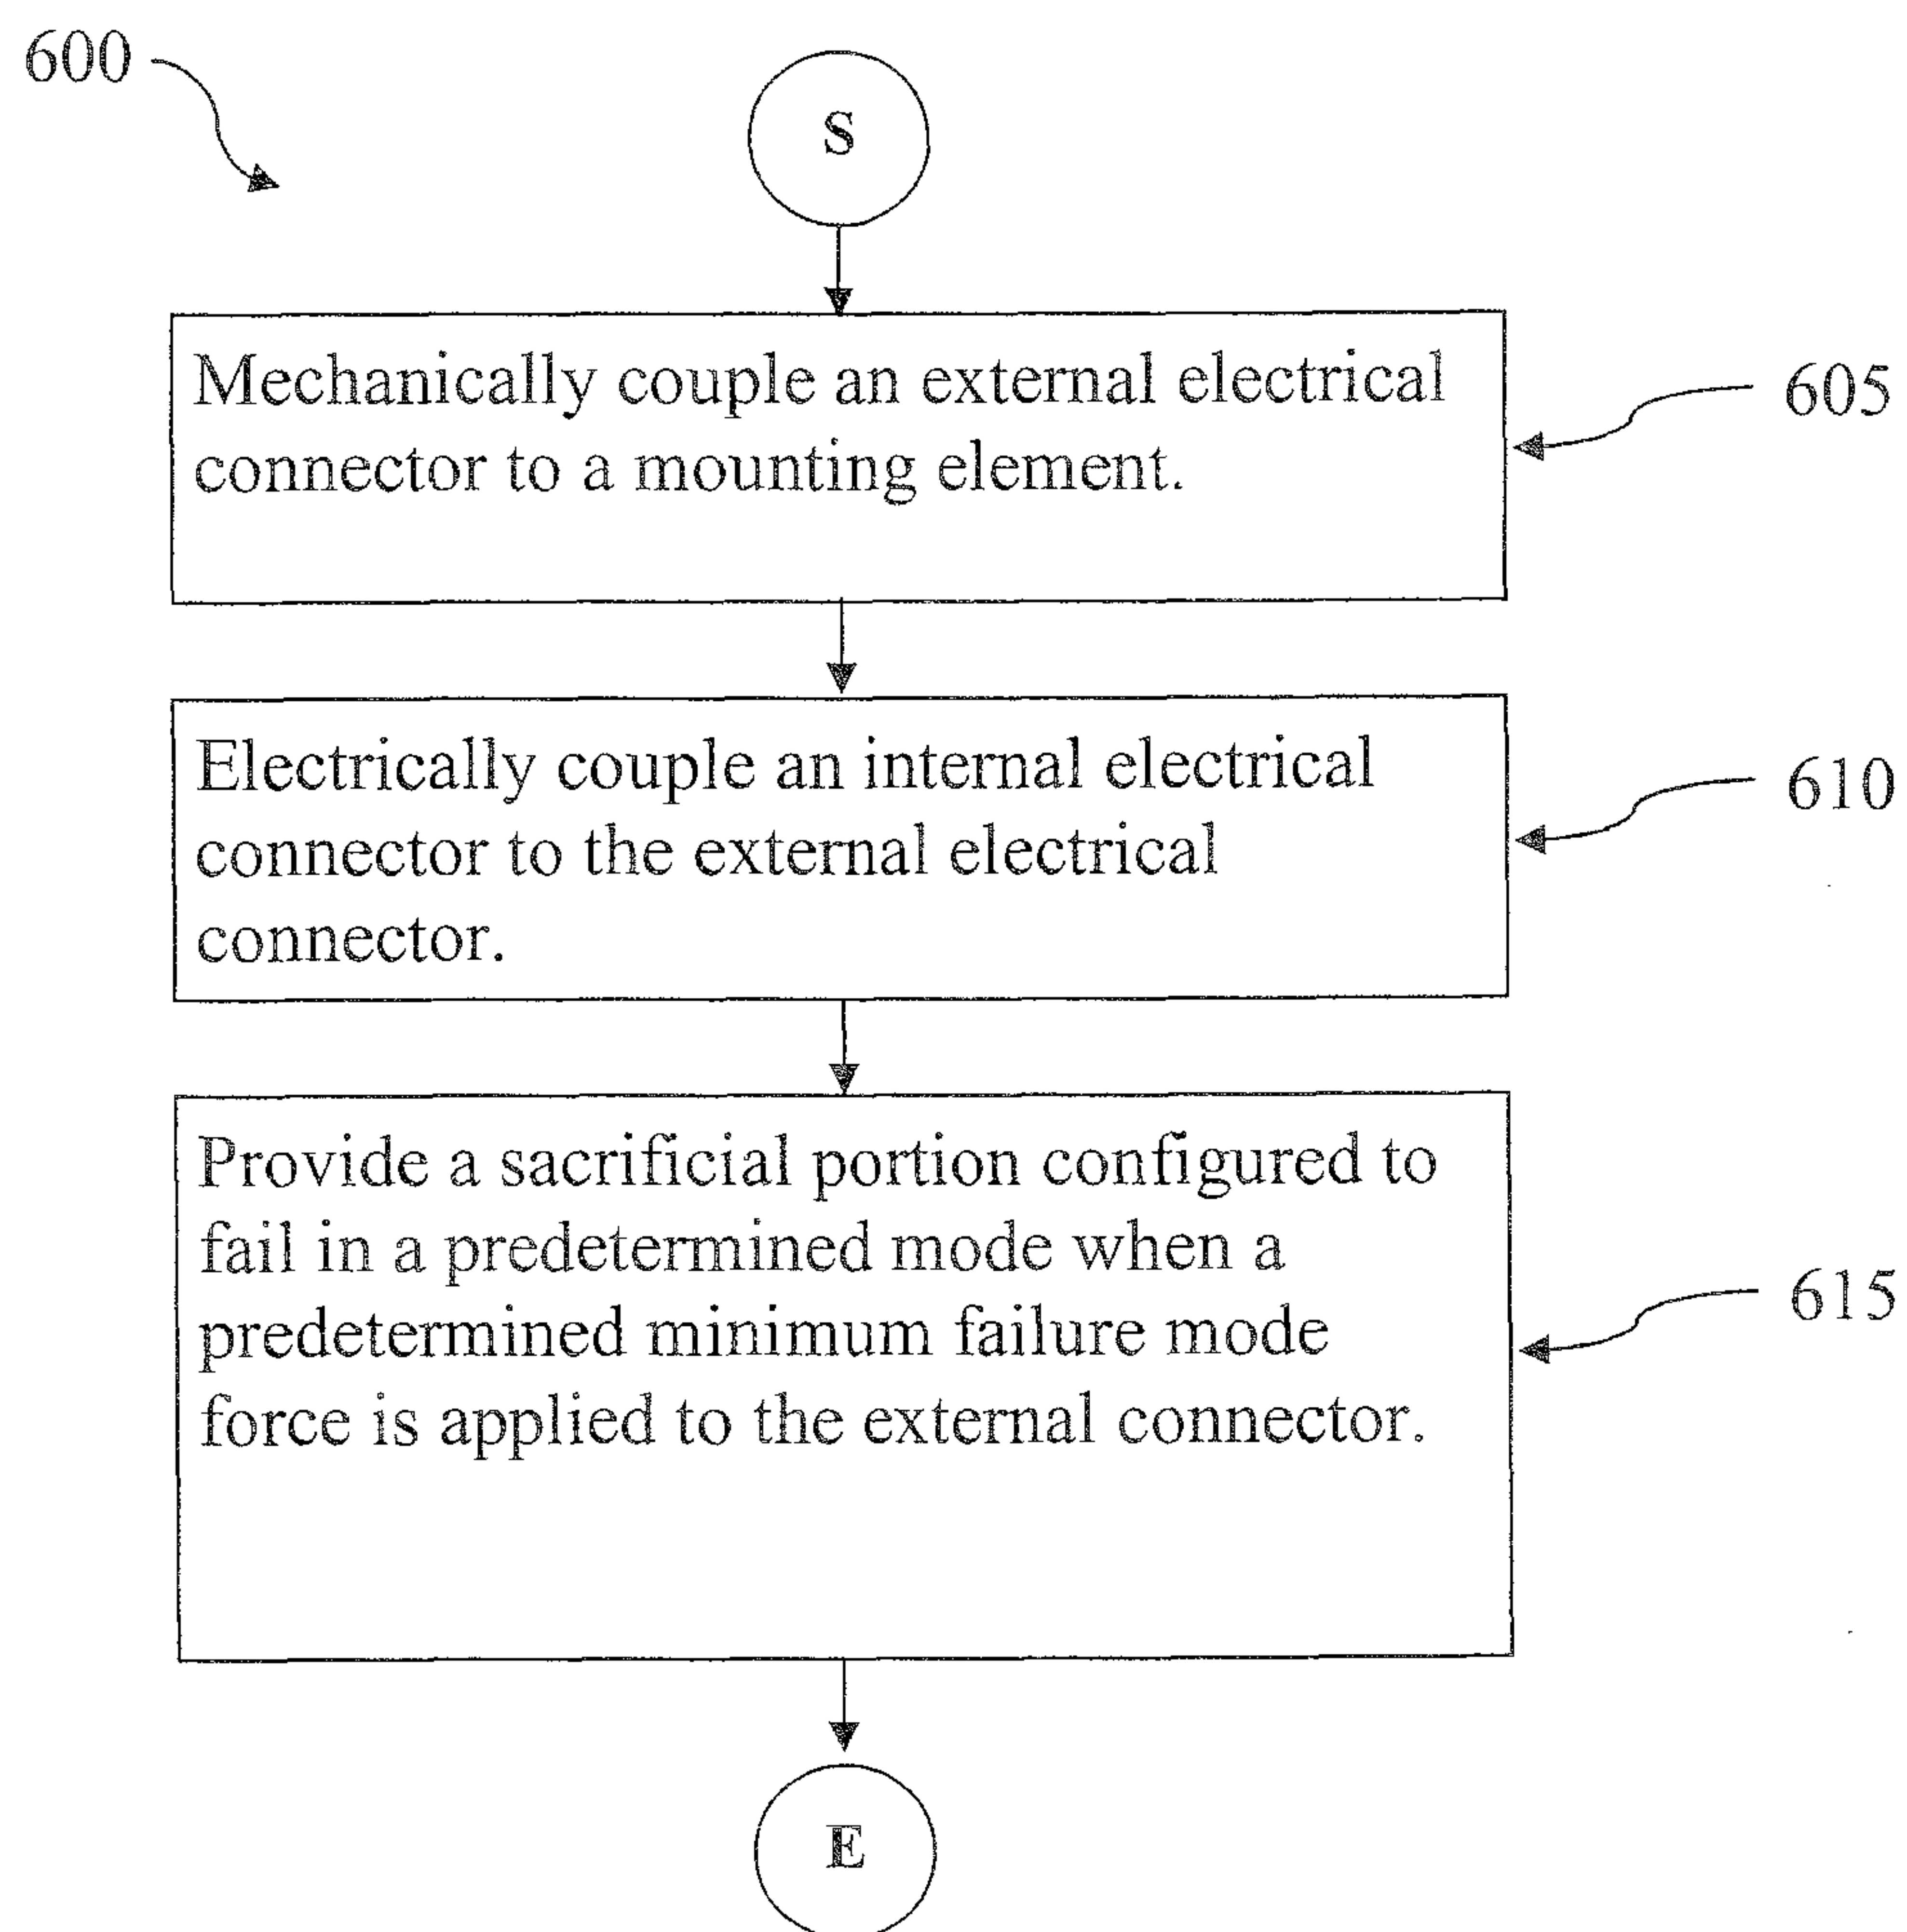 600
S
Mechanically couple an external electrical
connector to a mounting element.
605
Electrically couple an internal electrical
connector to the external electrical
connector.
610
Provide a sacrificial portion configured to
fail in a predetermined mode when a
predetermined minimum failure mode
force is applied to the external connector.
615
E